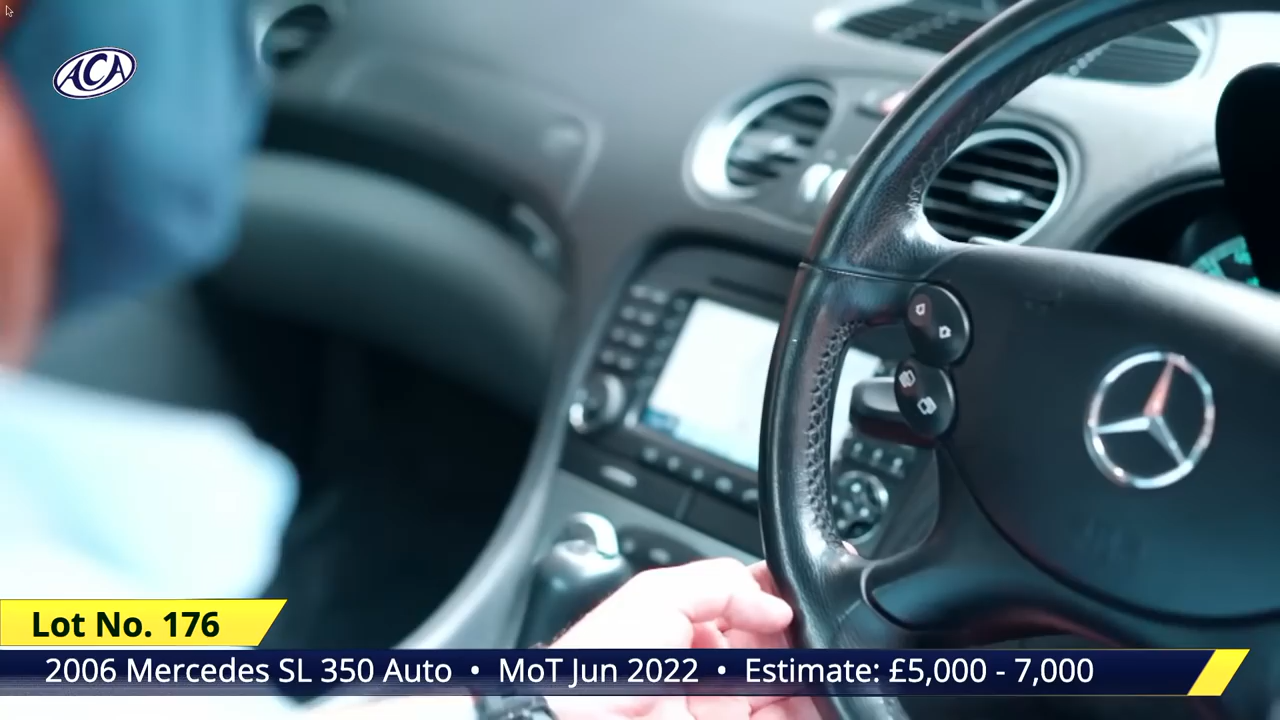 ACA
Lot No. 176
2006 Mercedes SL 350 Auto • MoT Jun 2022 • Estimate: £5,000 - 7,000